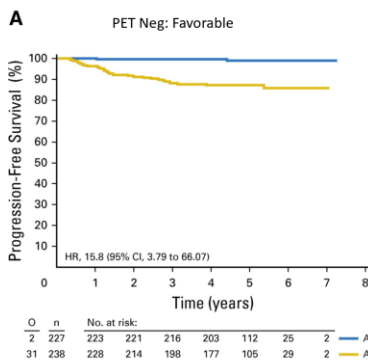 A PET Neg: Favorable
Progression-Free Survival (%)
100
90
80
70
60
50
40
30
20
10
HR, 15.8 (95% CI, 3.79 to 66.07)
0 1 2 3 4 5 6 7
Time (years)
O n No. at risk:
2 227 223 221 216 203 112 25 2 A
31 238 228 214 198 177 105 29 2 A